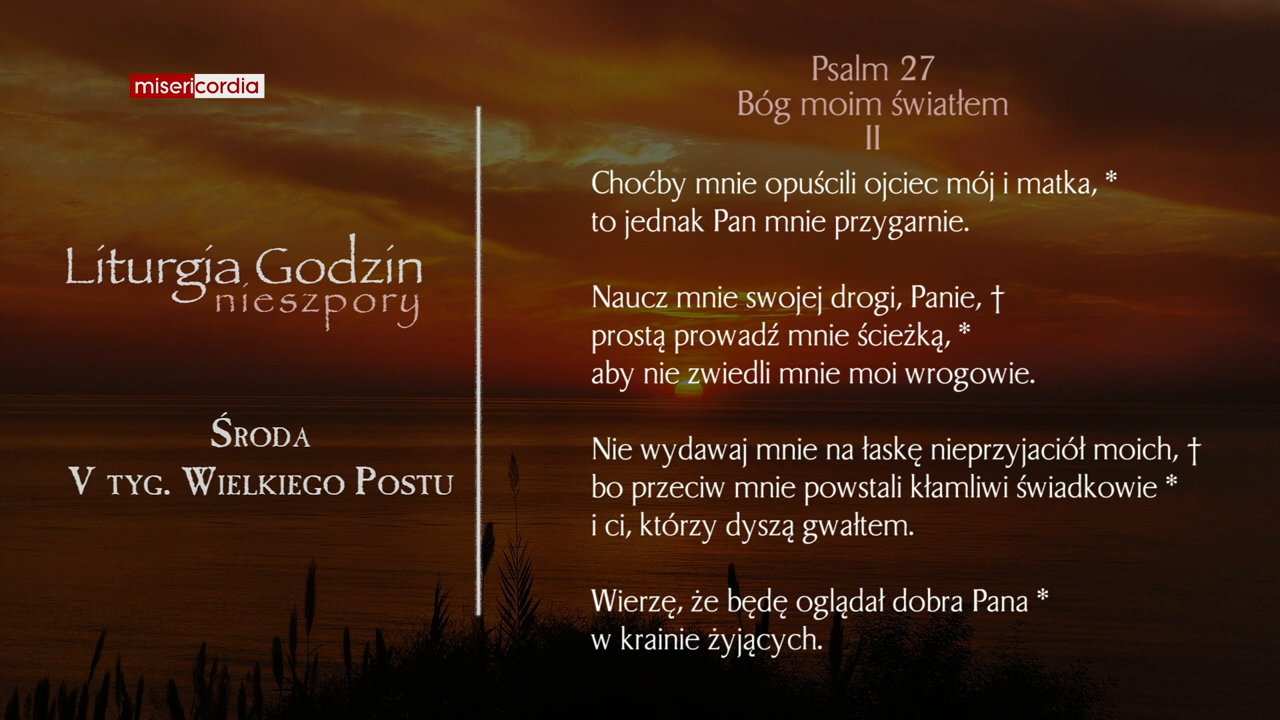 misericordia
Liturgia Godzin
nieszpory
Środa
V tyg. Wielkiego Postu
Psalm 27
Bóg moim światłem
II
Choćby mnie opuścili ojciec mój i matka, *
to jednak Pan mnie przygarnie.
Naucz mnie swojej drogi, Panie, †
prostą prowadź mnie ścieżką, *
aby nie zwiedli mnie moi wrogowie.
Nie wydawaj mnie na łaskę nieprzyjaciół moich, †
bo przeciw mnie powstali kłamliwi świadkowie *
i ci, którzy dyszą gwałtem.
Wierzę, że będę oglądał dobra Pana *
w krainie żyjących.